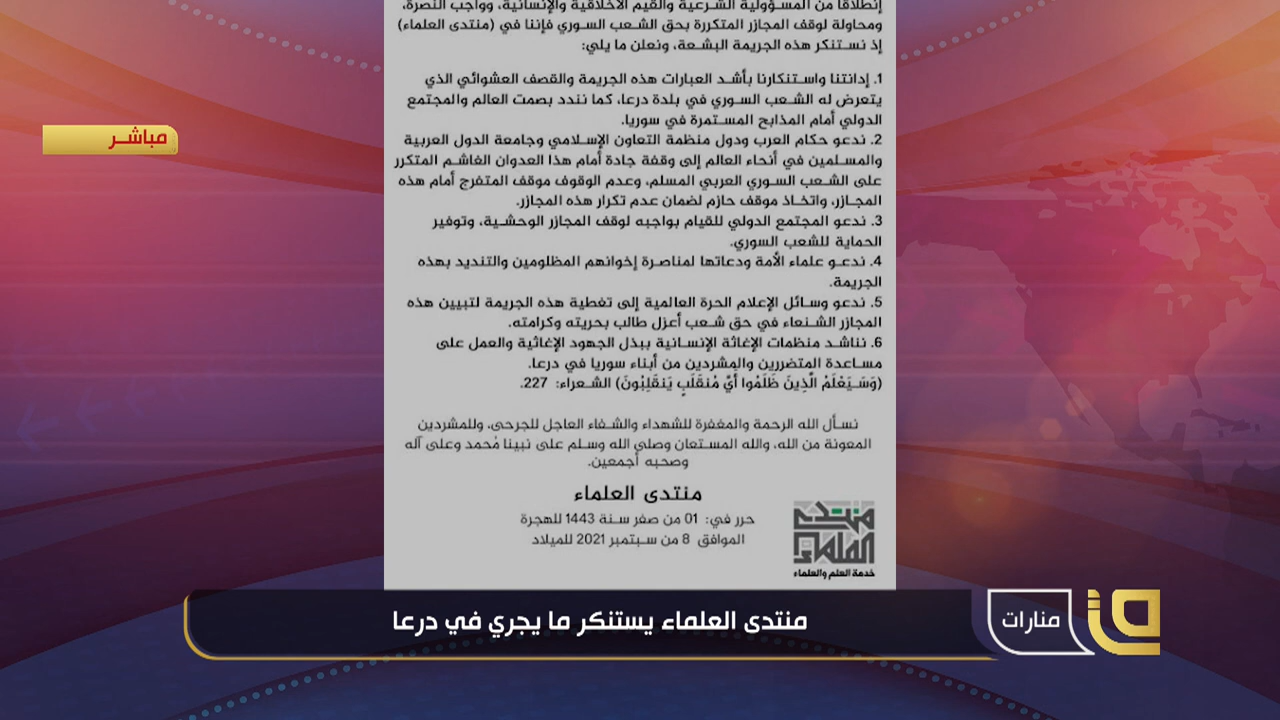 إنطلاقا من المسؤولية الشرعية والقيم الأخلاقية والإنسانية، وواجب النصرة،
ومحاولة لوقف المجازر المتكررة بحق الشعب السوري فإننا في (منتدى العلماء)
إذ نستنكر هذه الجريمة البشعة، ونعلن ما يلي:
1. إدانتنا واستنكارنا بأشد العبارات هذه الجريمة والقصف العشوائي الذي
يتعرض له الشعب السوري في بلدة درعا، كما نندد بصمت العالم والمجتمع
الدولي أمام المذابح المستمرة في سوريا.
2. ندعو حكام العرب ودول منظمة التعاون الإسلامي وجامعة الدول العربية
والمسلمين في أنحاء العالم إلى وقفة جادة أمام هذا العدوان الغاشم المتكرر
على الشعب السوري العربي المسلم، وعدم الوقوف موقف المتفرج أمام هذه
المجازر، واتخاذ موقف حازم لضمان عدم تكرار هذه المجازر.
3. ندعو المجتمع الدولي للقيام بواجبه لوقف المجازر الوحشية، وتوفير
الحماية للشعب السوري.
4. ندعو علماء الأمة ودعاتها لمناصرة إخوانهم المظلومين والتنديد بهذه
الجريمة.
5. ندعو وسائل الإعلام الحرة العالمية إلى تغطية هذه الجريمة لتبيين هذه
المجازر الشنعاء في حق شعب أعزل طالب بحريته وكرامته.
6. نناشد منظمات الإغاثة الإنسانية ببذل الجهود الإغاثية والعمل على
مساعدة المتضررين والمشردين من أبناء سوريا في درعا.
(وَسَيَعْلَمُ الَّذِينَ ظَلَمُوا أَيَّ مُنقَلَبٍ يَنقَلِبُونَ) الشعراء: 227.
نسأل الله الرحمة والمغفرة للشهداء والشفاء العاجل للجرحى، وللمشردين
المعونة من الله، والله المستعان وصلى الله وسلم على نبينا مُحمد وعلى آله
وصحبه أجمعين.
منتدى العلماء
حرر في: 01 من صفر سنة 1443 للهجرة
الموافق 8 من سبتمبر 2021 للميلاد
منتدى
العلماء
خدمة العلم والعلماء
مباشر
منتدى العلماء يستنكر ما يجري في درعا
منارات